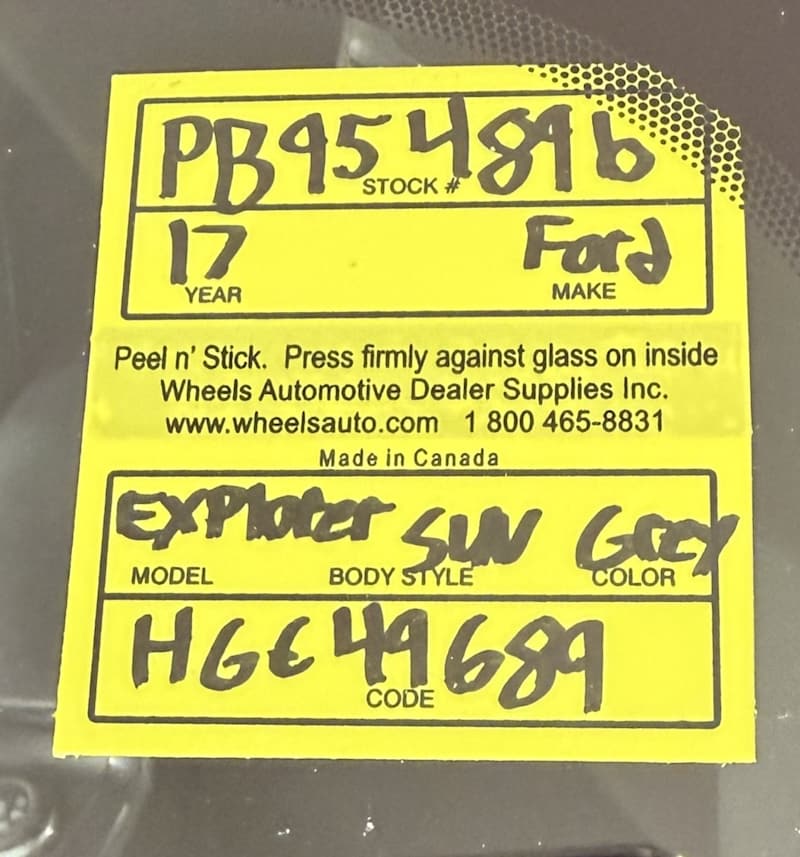 PB95489b
STOCK #
17 Ford
YEAR MAKE
Peel n' Stick. Press firmly against glass on inside
Wheels Automotive Dealer Supplies Inc.
www.wheelsauto.com 1 800 465-8831
Made in Canada
EXPlorer SUV Grey
MODEL BODY STYLE COLOR
HGC49689
CODE